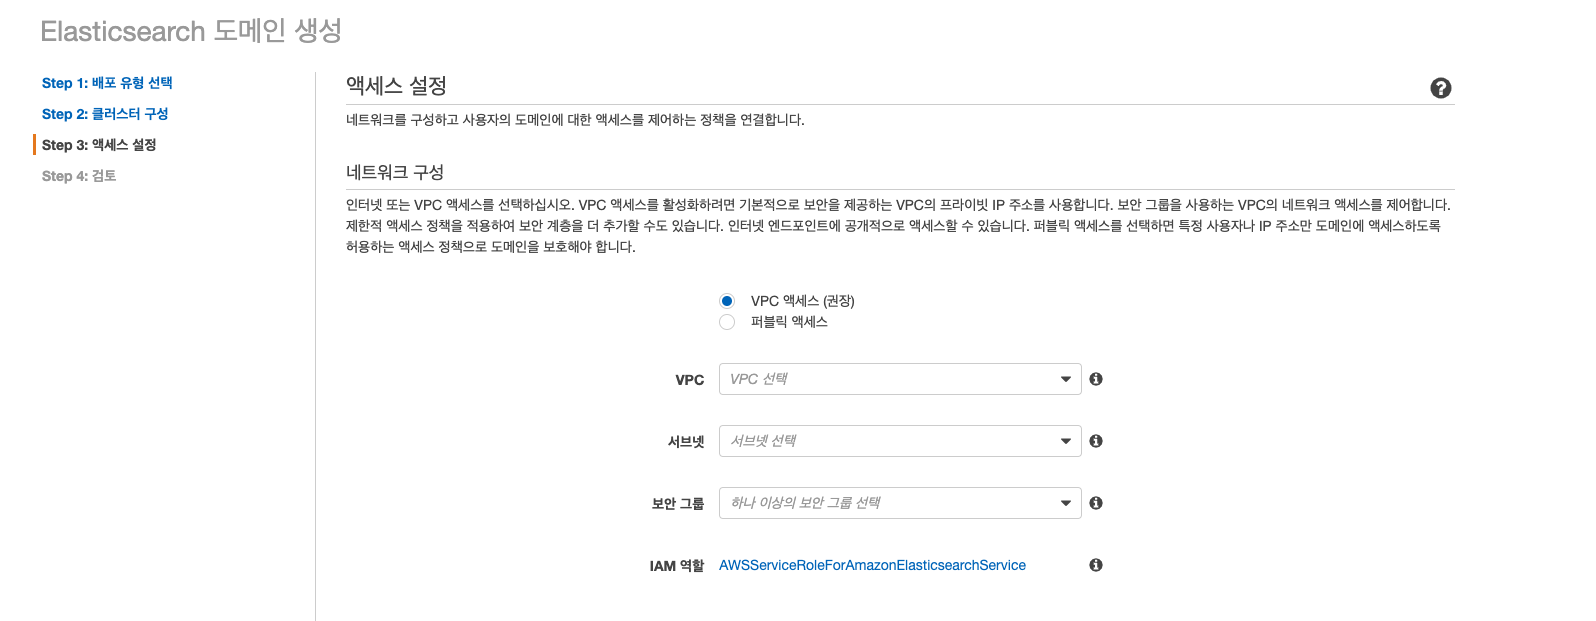 Elasticsearch 도메인 생성
Step 1: 배포 유형 선택
Step 2: 클러스터 구성
Step 3: 액세스 설정
Step 4: 검토
액세스 설정
네트워크를 구성하고 사용자의 도메인에 대한 액세스를 제어하는 정책을 연결합니다.
네트워크 구성
인터넷 또는 VPC 액세스를 선택하십시오. VPC 액세스를 활성화하려면 기본적으로 보안을 제공하는 VPC의 프라이빗 IP 주소를 사용합니다. 보안 그룹을 사용하는 VPC의 네트워크 액세스를 제어합니다.
제한적 액세스 정책을 적용하여 보안 계층을 더 추가할 수도 있습니다. 인터넷 엔드포인트에 공개적으로 액세스할 수 있습니다. 퍼블릭 액세스를 선택하면 특정 사용자나 IP 주소만 도메인에 액세스하도록
허용하는 액세스 정책으로 도메인을 보호해야 합니다.
VPC 액세스 (권장)
퍼블릭 액세스
VPC VPC 선택
서브넷 서브넷 선택
보안 그룹 하나 이상의 보안 그룹 선택
IAM 역할 AWSServiceRoleForAmazonElasticsearchService